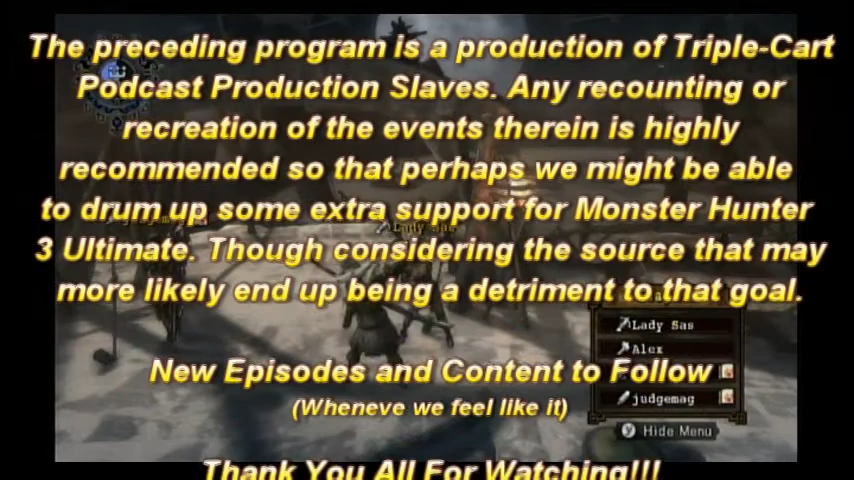 The preceding program is a production of Triple-Cart
Podcast Production Slaves. Any recounting or
recreation of the events therein is highly
recommended so that perhaps we might be able
to drum up some extra support for Monster Hunter
3 Ultimate. Though considering the source that may
more likely end up being a detriment to that goal.
Lady Sas
Lady Sas
Alex
New Episodes and Content to Follow
judgemag
(Wheneve we feel like it)
Y Hide Menu
Thank You All For Watching!!!